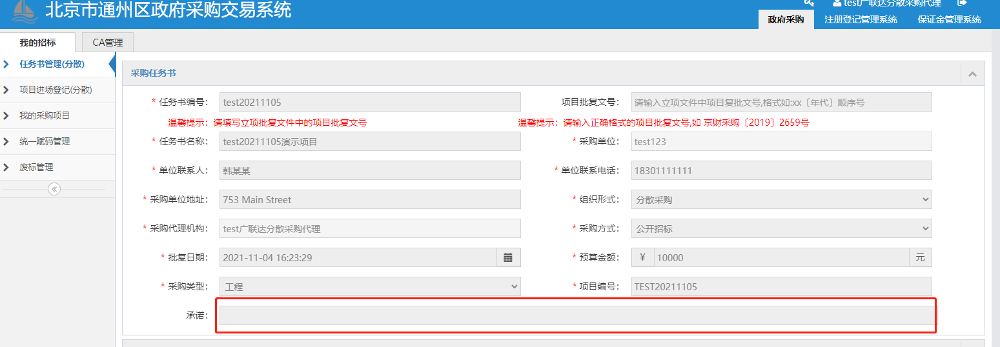 北京市通州区政府采购交易系统
test广联达分散采购代理
政府采购 注册登记管理系统 保证金管理系统
我的招标 CA管理
任务书管理(分散)
项目进场登记(分散)
我的采购项目
统一赋码管理
废标管理
采购任务书
* 任务书编号： test20211105 项目批复文号： 请输入立项文件中项目复批文号,格式如:xx〔年代〕顺序号
温馨提示：请填写立项批复文件中的项目批复文号 温馨提示：请输入正确格式的项目批复文号,如 京财采购〔2019〕2659号
* 任务书名称： test20211105演示项目 * 采购单位： test123
* 单位联系人： 韩某某 * 单位联系电话： 18301111111
* 采购单位地址： 753 Main Street * 组织形式： 分散采购
* 采购代理机构： test广联达分散采购代理 * 采购方式： 公开招标
* 批复日期： 2021-11-04 16:23:29 * 预算金额： ¥ 10000 元
* 采购类型： 工程 * 项目编号： TEST20211105
承诺：